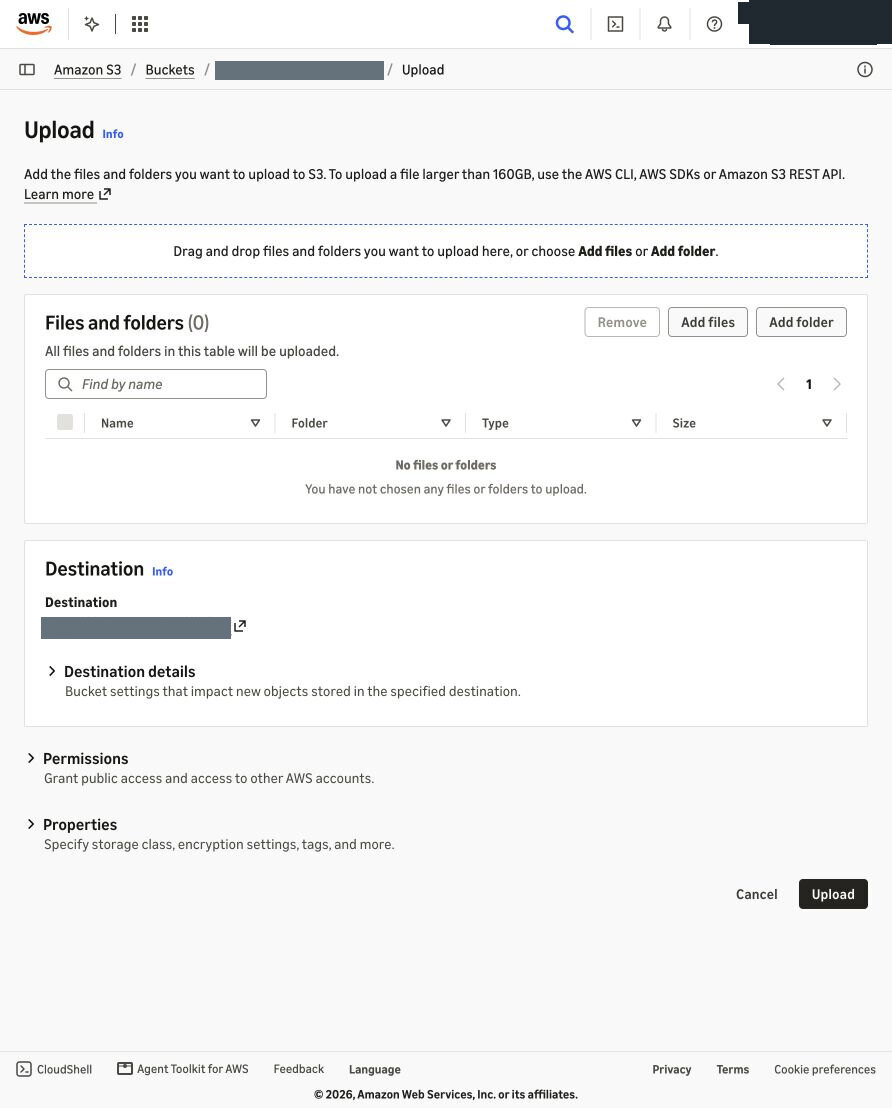 aws
Amazon S3 / Buckets / / Upload
Upload Info
Add the files and folders you want to upload to S3. To upload a file larger than 160GB, use the AWS CLI, AWS SDKs or Amazon S3 REST API.
Learn more
Drag and drop files and folders you want to upload here, or choose Add files or Add folder.
Files and folders (0)
Remove Add files Add folder
All files and folders in this table will be uploaded.
Find by name
1
Name Folder Type Size
No files or folders
You have not chosen any files or folders to upload.
Destination Info
Destination
Destination details
Bucket settings that impact new objects stored in the specified destination.
Permissions
Grant public access and access to other AWS accounts.
Properties
Specify storage class, encryption settings, tags, and more.
Cancel Upload
CloudShell Agent Toolkit for AWS Feedback Language Privacy Terms Cookie preferences
© 2026, Amazon Web Services, Inc. or its affiliates.